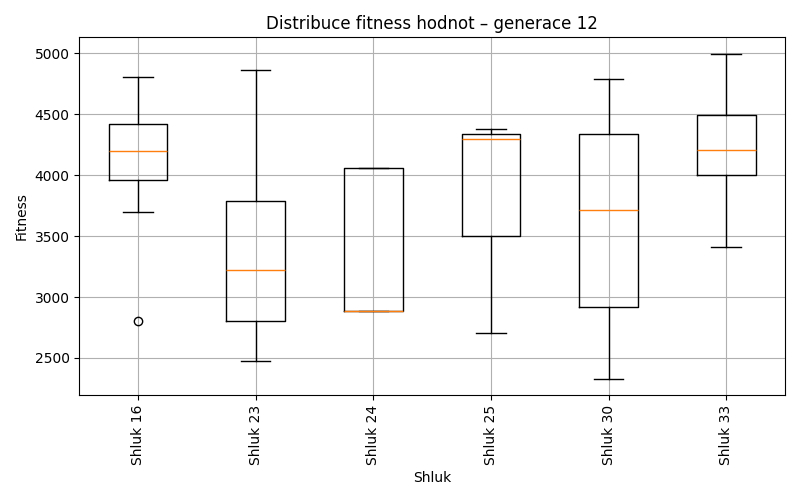 Distribuce fitness hodnot – generace 12
Fitness
5000
4500
4000
3500
3000
2500
Shluk 16
Shluk 23
Shluk 24
Shluk 25
Shluk 30
Shluk 33
Shluk